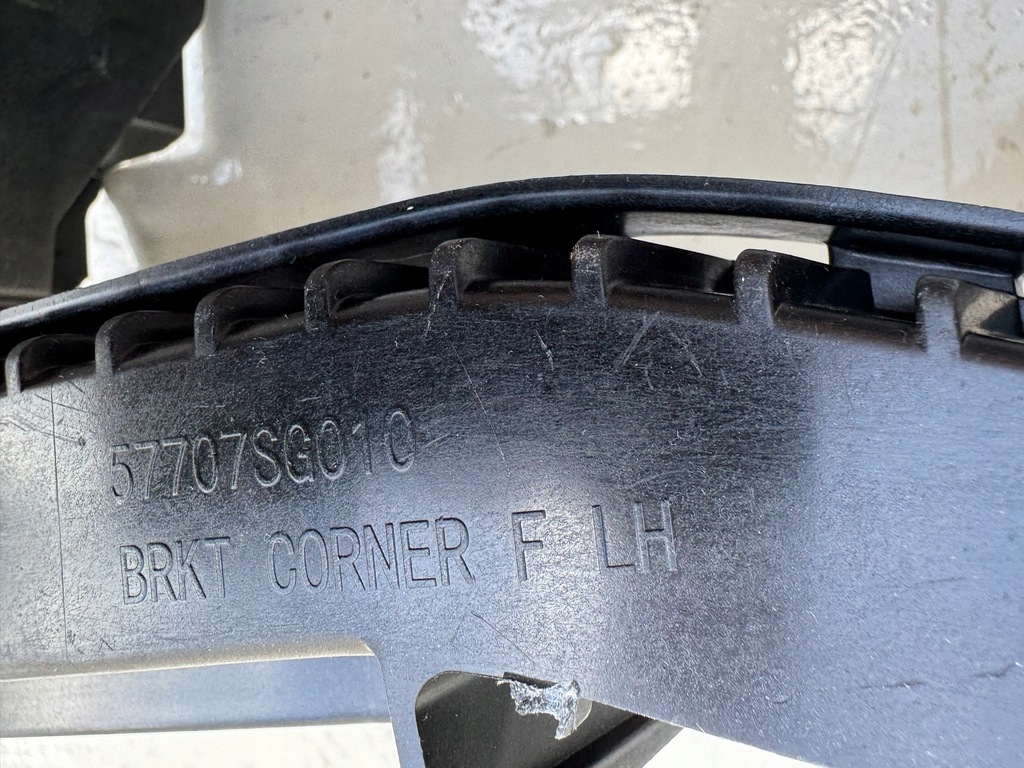 57707SG010
BRKT CORNER F LH